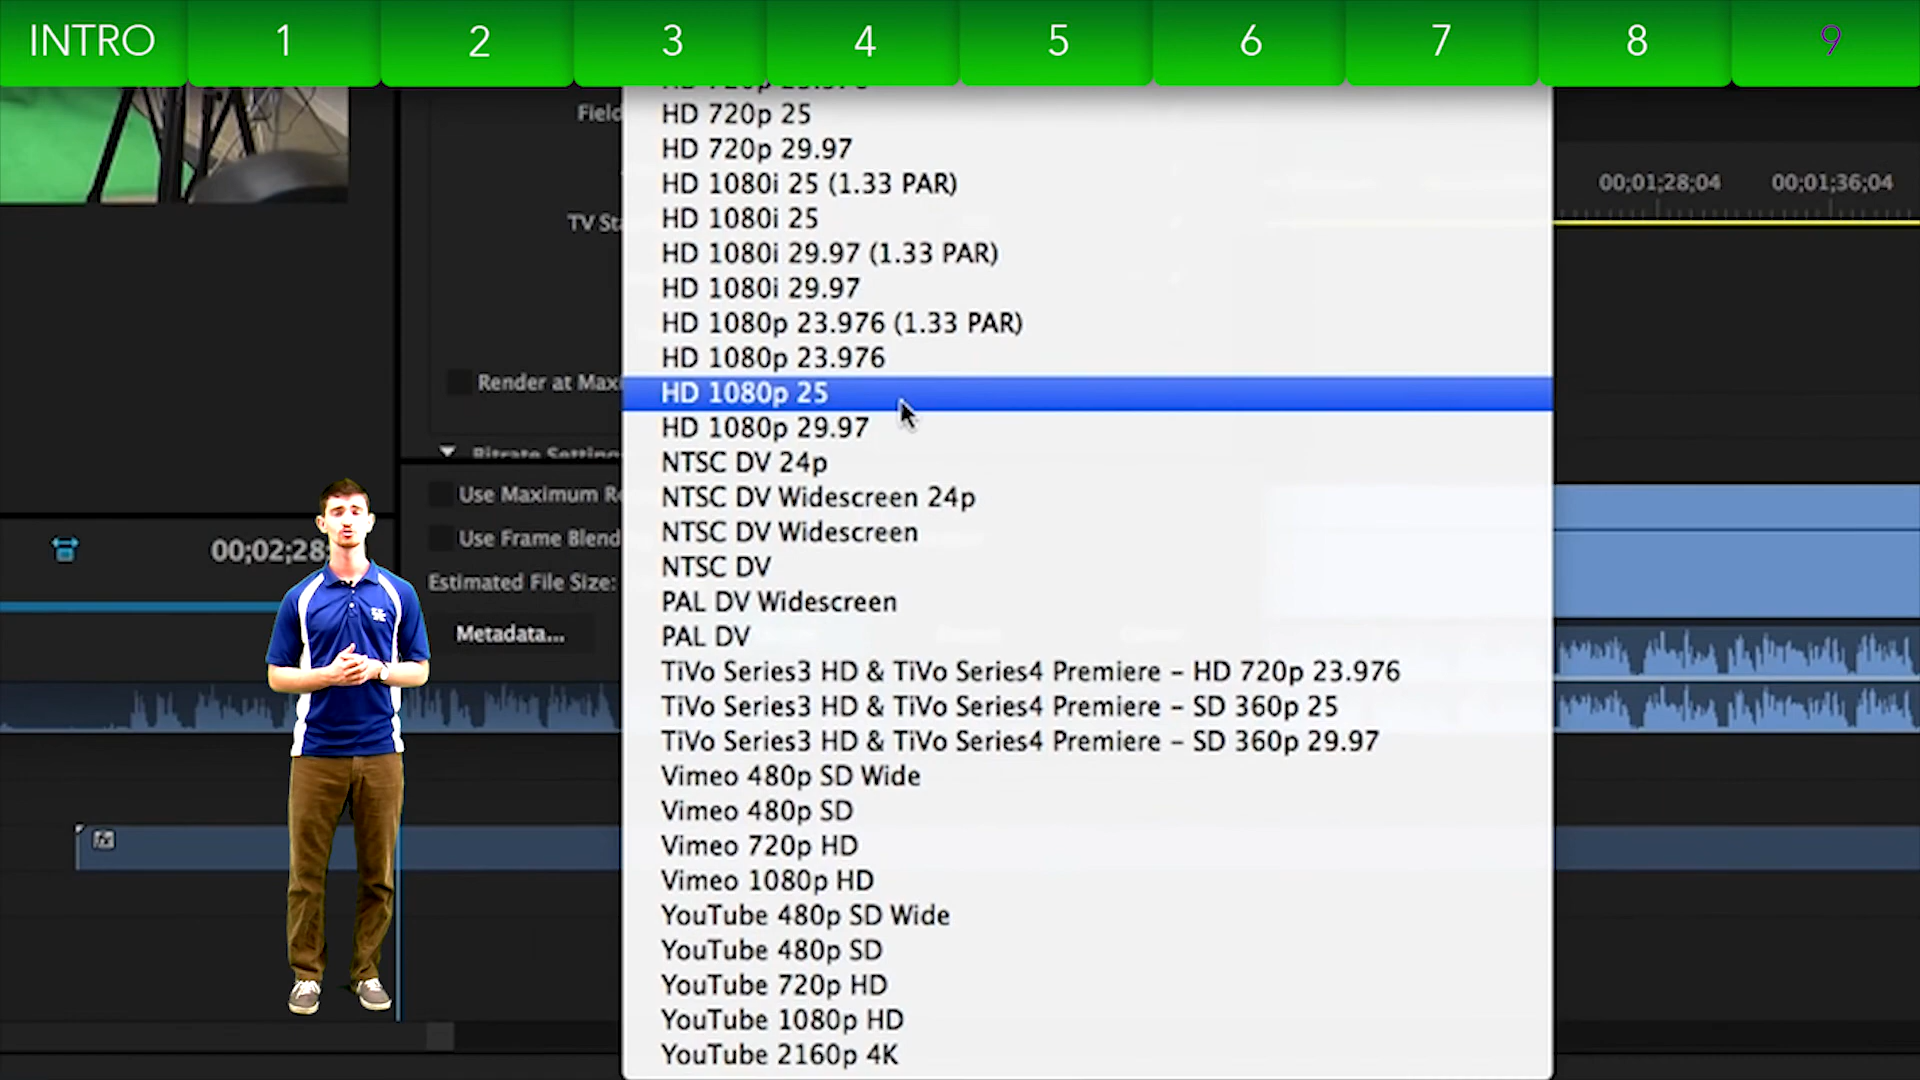 INTRO 1 2 3 4 5 6 7 8 9
HD 720p 25
HD 720p 29.97
HD 1080i 25 (1.33 PAR)
HD 1080i 25
HD 1080i 29.97 (1.33 PAR)
HD 1080i 29.97
HD 1080p 23.976 (1.33 PAR)
HD 1080p 23.976
HD 1080p 25
HD 1080p 29.97
NTSC DV 24p
NTSC DV Widescreen 24p
NTSC DV Widescreen
NTSC DV
PAL DV Widescreen
PAL DV
TiVo Series3 HD & TiVo Series4 Premiere – HD 720p 23.976
TiVo Series3 HD & TiVo Series4 Premiere – SD 360p 25
TiVo Series3 HD & TiVo Series4 Premiere – SD 360p 29.97
Vimeo 480p SD Wide
Vimeo 480p SD
Vimeo 720p HD
Vimeo 1080p HD
YouTube 480p SD Wide
YouTube 480p SD
YouTube 720p HD
YouTube 1080p HD
YouTube 2160p 4K
Field
TV
Render at
Bitrate
Use Maximum
Use Frame
Estimated File Size:
Metadata...
00;02;28;
00;01;28;04 00;01;36;04
fx